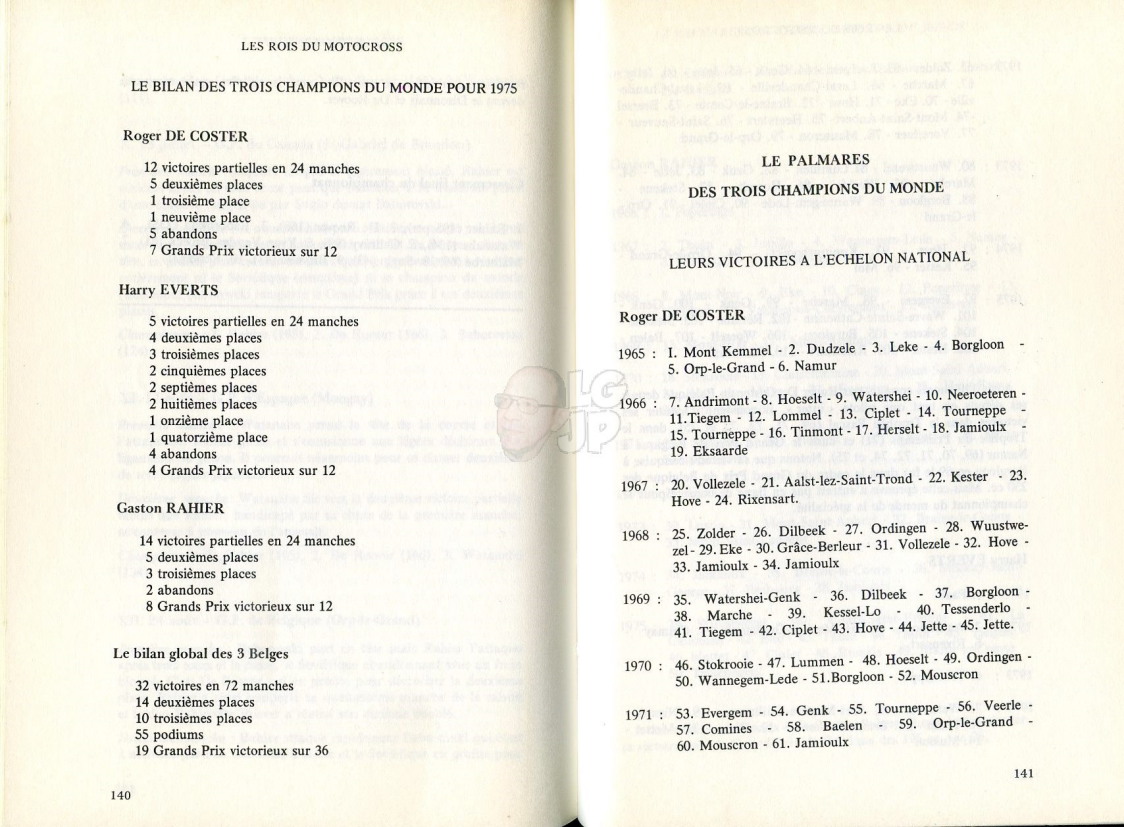 LES ROIS DU MOTOCROSS
LE BILAN DES TROIS CHAMPIONS DU MONDE POUR 1975
Roger DE COSTER
12 victoires partielles en 24 manches
5 deuxièmes places
1 troisième place
1 neuvième place
5 abandons
7 Grands Prix victorieux sur 12
Harry EVERTS
5 victoires partielles en 24 manches
4 deuxièmes places
3 troisièmes places
2 cinquièmes places
2 septièmes places
2 huitièmes places
1 onzième place
1 quatorzième place
4 abandons
4 Grands Prix victorieux sur 12
Gaston RAHIER
14 victoires partielles en 24 manches
5 deuxièmes places
3 troisièmes places
2 abandons
8 Grands Prix victorieux sur 12
Le bilan global des 3 Belges
32 victoires en 72 manches
14 deuxièmes places
10 troisièmes places
55 podiums
19 Grands Prix victorieux sur 36
140
LE PALMARES
DES TROIS CHAMPIONS DU MONDE
LEURS VICTOIRES A L'ECHELON NATIONAL
Roger DE COSTER
1965 : I. Mont Kemmel - 2. Dudzele - 3. Leke - 4. Borgloon -
5. Orp-le-Grand - 6. Namur
1966 : 7. Andrimont - 8. Hoeselt - 9. Watershei - 10. Neeroeteren -
11.Tiegem - 12. Lommel - 13. Ciplet - 14. Tourneppe -
15. Tourneppe - 16. Tinmont - 17. Herselt - 18. Jamioulx -
19. Eksaarde
1967 : 20. Vollezele - 21. Aalst-lez-Saint-Trond - 22. Kester - 23.
Hove - 24. Rixensart.
1968 : 25. Zolder - 26. Dilbeek - 27. Ordingen - 28. Wuustwe-
zel - 29. Eke - 30. Grâce-Berleur - 31. Vollezele - 32. Hove -
33. Jamioulx - 34. Jamioulx
1969 : 35. Watershei-Genk - 36. Dilbeek - 37. Borgloon -
38. Marche - 39. Kessel-Lo - 40. Tessenderlo -
41. Tiegem - 42. Ciplet - 43. Hove - 44. Jette - 45. Jette.
1970 : 46. Stokrooie - 47. Lummen - 48. Hoeselt - 49. Ordingen -
50. Wannegem-Lede - 51.Borgloon - 52. Mouscron
1971 : 53. Evergem - 54. Genk - 55. Tourneppe - 56. Veerle -
57. Comines - 58. Baelen - 59. Orp-le-Grand -
60. Mouscron - 61. Jamioulx
141
LG
JP